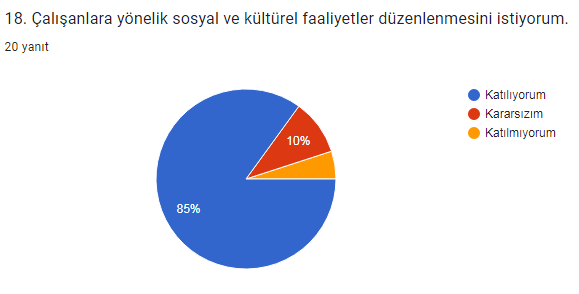 18. Çalışanlara yönelik sosyal ve kültürel faaliyetler düzenlenmesini istiyorum.
20 yanıt
Katılıyorum
Kararsızım
Katılmıyorum
10%
85%